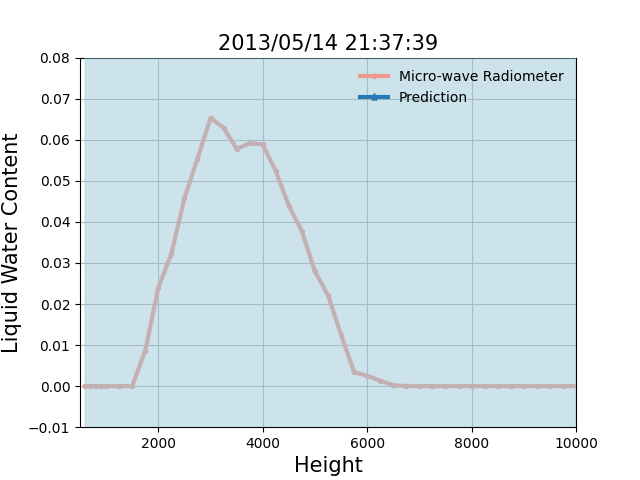 2013/05/14 21:37:39
Micro-wave Radiometer
Prediction
Liquid Water Content
0.08
0.07
0.06
0.05
0.04
0.03
0.02
0.01
0.00
−0.01
2000 4000 6000 8000 10000
Height